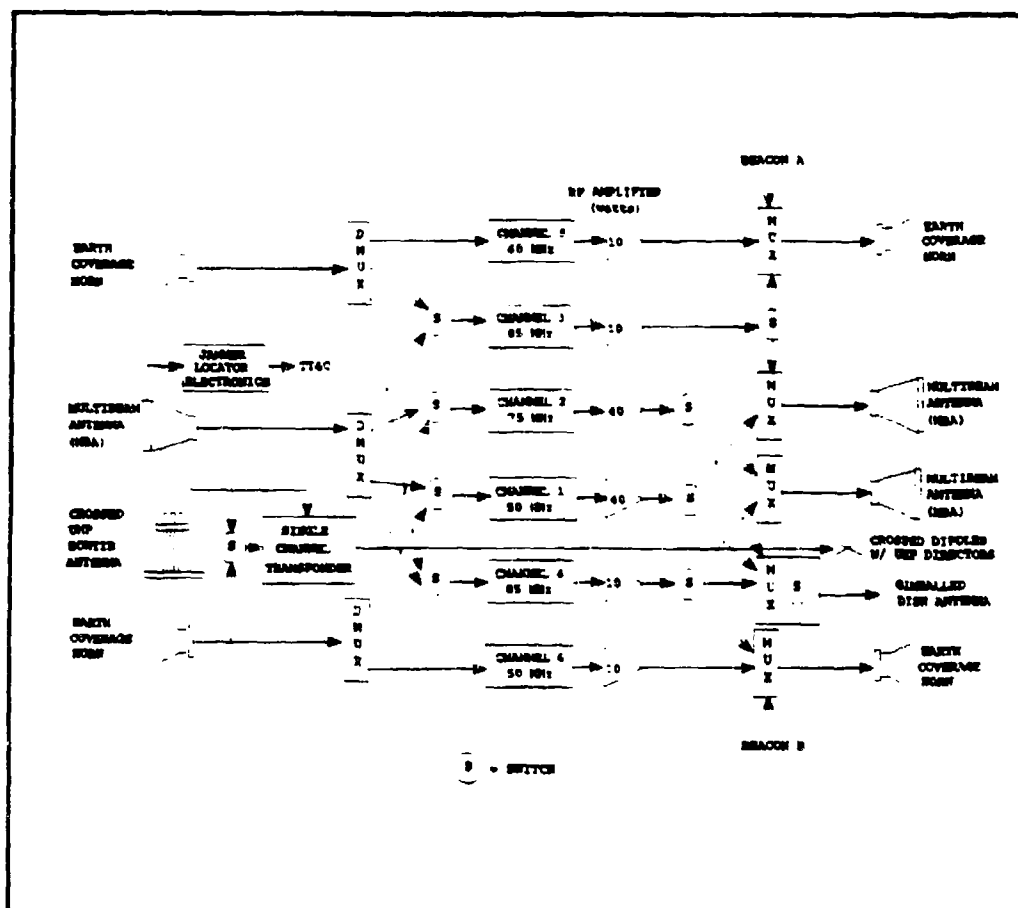 BEACON A
RF AMPLIFIER
(Watts)
EARTH
COVERAGE
HORN
D
M
U
X
CHANNEL 5
60 MHz
10
M
U
X
EARTH
COVERAGE
HORN
S
CHANNEL 3
85 MHz
10
S
JAMMER
LOCATOR
ELECTRONICS
TT&C
MULTIBEAM
ANTENNA
(MBA)
D
M
U
X
S
CHANNEL 2
75 MHz
40
S
M
U
X
MULTIBEAM
ANTENNA
(MBA)
S
CHANNEL 1
50 MHz
40
S
M
U
X
MULTIBEAM
ANTENNA
(MBA)
CROSSED
UHF
BOWTIE
ANTENNA
S
SINGLE
CHANNEL
TRANSPONDER
CROSSED DIPOLES
W/ UHF DIRECTORS
S
CHANNEL 4
85 MHz
10
S
M
U
X
S
GIMBALLED
DISH ANTENNA
EARTH
COVERAGE
HORN
D
M
U
X
CHANNEL 6
50 MHz
10
M
U
X
EARTH
COVERAGE
HORN
BEACON B
S = SWITCH